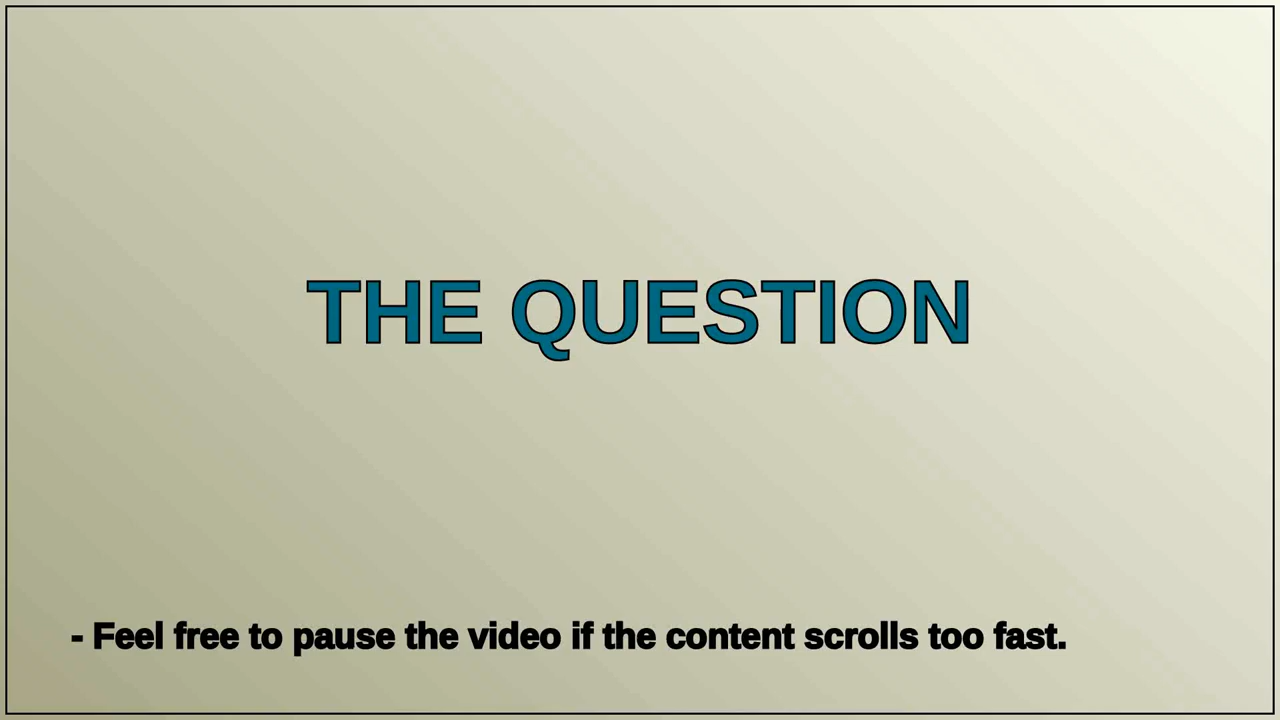 THE QUESTION
- Feel free to pause the video if the content scrolls too fast.